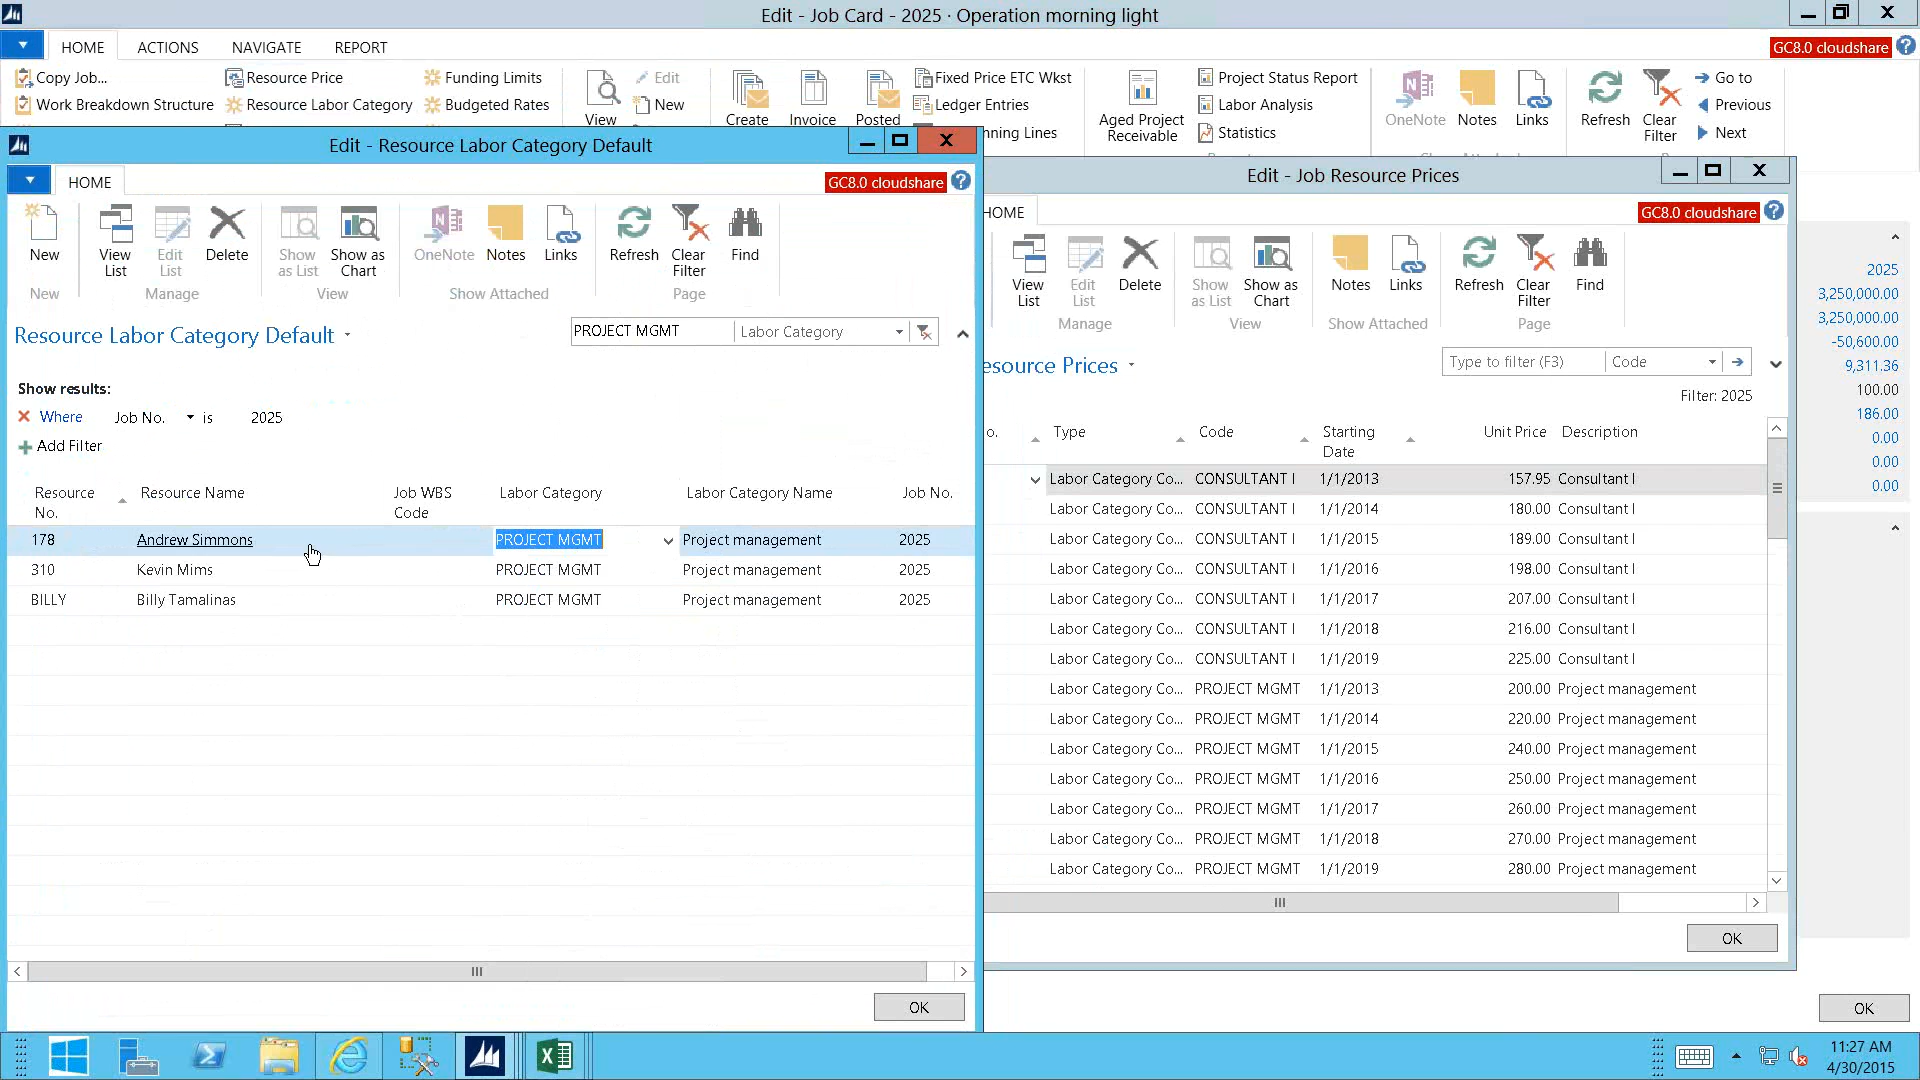 Edit - Job Card - 2025 · Operation morning light
HOME ACTIONS NAVIGATE REPORT
GC8.0 cloudshare
Copy Job... Resource Price Funding Limits Edit Fixed Price ETC Wkst Project Status Report Go to
Work Breakdown Structure Resource Labor Category Budgeted Rates New Ledger Entries Labor Analysis Previous
View Create Invoice Posted nning Lines Aged Project Receivable Statistics OneNote Notes Links Refresh Clear Filter Next
Edit - Resource Labor Category Default
HOME
GC8.0 cloudshare
New View List Edit List Delete Show as List Show as Chart OneNote Notes Links Refresh Clear Filter Find
New Manage View Show Attached Page
Resource Labor Category Default
PROJECT MGMT Labor Category
Show results:
Where Job No. is 2025
Add Filter
Resource No. Resource Name Job WBS Code Labor Category Labor Category Name Job No.
178 Andrew Simmons PROJECT MGMT Project management 2025
310 Kevin Mims PROJECT MGMT Project management 2025
BILLY Billy Tamalinas PROJECT MGMT Project management 2025
OK
Edit - Job Resource Prices
HOME
GC8.0 cloudshare
View List Edit List Delete Show as List Show as Chart Notes Links Refresh Clear Filter Find
Manage View Show Attached Page
esource Prices
Type to filter (F3) Code
Filter: 2025
o. Type Code Starting Date Unit Price Description
Labor Category Co... CONSULTANT I 1/1/2013 157.95 Consultant I
Labor Category Co... CONSULTANT I 1/1/2014 180.00 Consultant I
Labor Category Co... CONSULTANT I 1/1/2015 189.00 Consultant I
Labor Category Co... CONSULTANT I 1/1/2016 198.00 Consultant I
Labor Category Co... CONSULTANT I 1/1/2017 207.00 Consultant I
Labor Category Co... CONSULTANT I 1/1/2018 216.00 Consultant I
Labor Category Co... CONSULTANT I 1/1/2019 225.00 Consultant I
Labor Category Co... PROJECT MGMT 1/1/2013 200.00 Project management
Labor Category Co... PROJECT MGMT 1/1/2014 220.00 Project management
Labor Category Co... PROJECT MGMT 1/1/2015 240.00 Project management
Labor Category Co... PROJECT MGMT 1/1/2016 250.00 Project management
Labor Category Co... PROJECT MGMT 1/1/2017 260.00 Project management
Labor Category Co... PROJECT MGMT 1/1/2018 270.00 Project management
Labor Category Co... PROJECT MGMT 1/1/2019 280.00 Project management
OK
2025
3,250,000.00
3,250,000.00
-50,600.00
9,311.36
100.00
186.00
0.00
0.00
0.00
OK
11:27 AM
4/30/2015